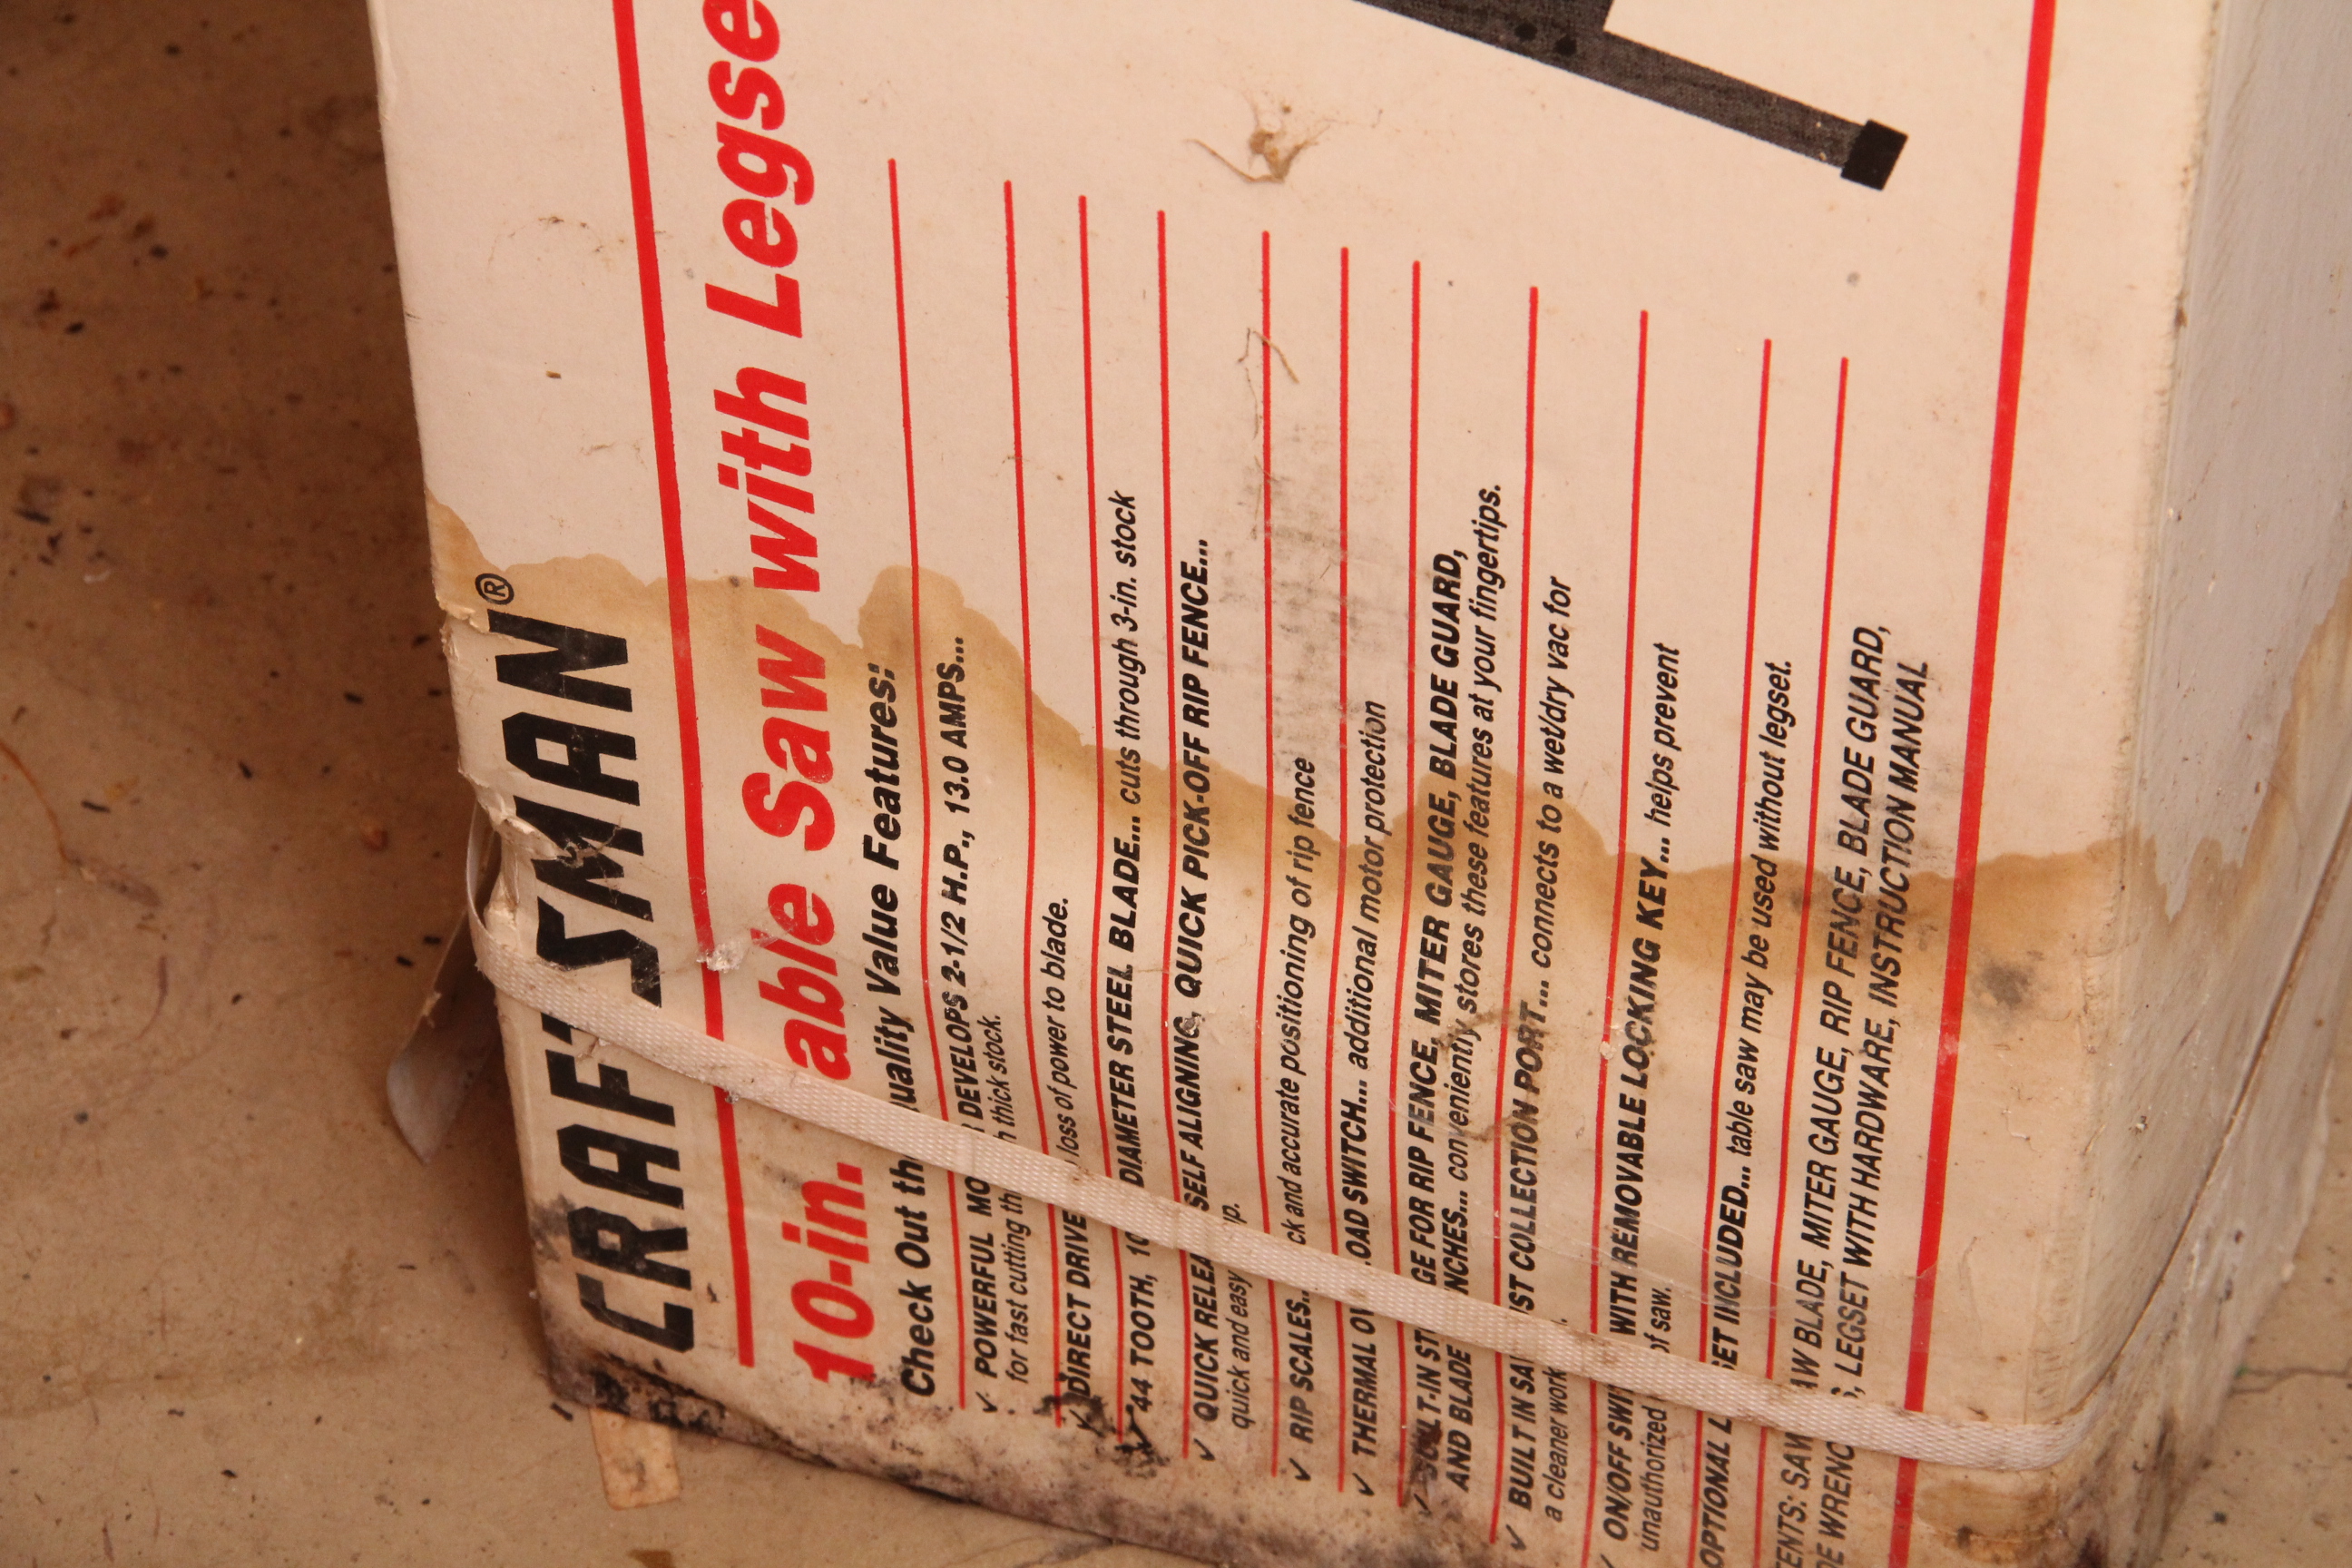 CRAFTSMAN®
10-in. able Saw with Legse
Check Out th uality Value Features:
✓ POWERFUL MO R DEVELOPS 2-1/2 H.P., 13.0 AMPS...
for fast cutting th h thick stock.
✓ DIRECT DRIVE loss of power to blade.
✓ 44 TOOTH, 10 DIAMETER STEEL BLADE... cuts through 3-in. stock
✓ QUICK RELEA SELF ALIGNING, QUICK PICK-OFF RIP FENCE...
quick and easy p.
✓ RIP SCALES... ck and accurate positioning of rip fence
✓ THERMAL OV OAD SWITCH... additional motor protection
✓ BUILT-IN ST GE FOR RIP FENCE, MITER GAUGE, BLADE GUARD,
AND BLADE NCHES... conveniently stores these features at your fingertips.
✓ BUILT IN SA ST COLLECTION PORT... connects to a wet/dry vac for
a cleaner work .
✓ ON/OFF SWI WITH REMOVABLE LOCKING KEY... helps prevent
unauthorized of saw.
OPTIONAL L SET INCLUDED... table saw may be used without legset.
ENTS: SAW AW BLADE, MITER GAUGE, RIP FENCE, BLADE GUARD,
DE WRENC S, LEGSET WITH HARDWARE, INSTRUCTION MANUAL